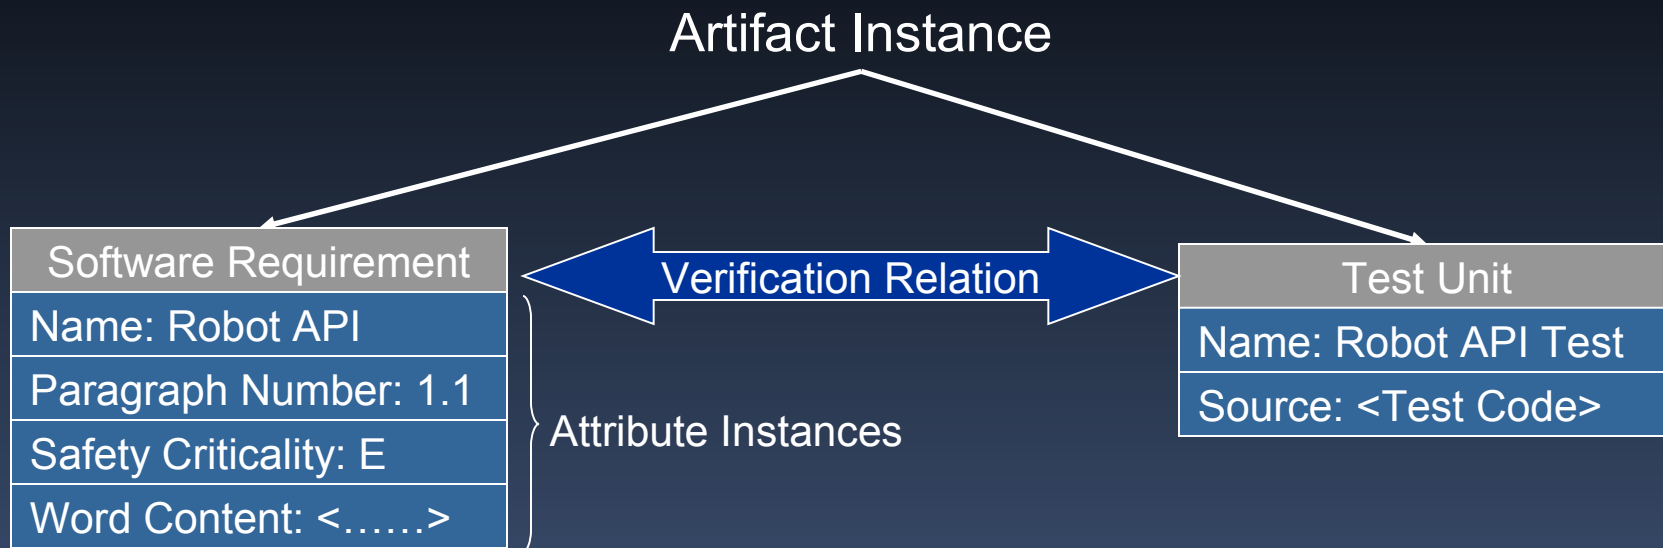 Artifact Instance
Software Requirement
Name: Robot API
Paragraph Number: 1.1
Safety Criticality: E
Word Content: <......>
Verification Relation
Attribute Instances
Test Unit
Name: Robot API Test
Source: <Test Code>